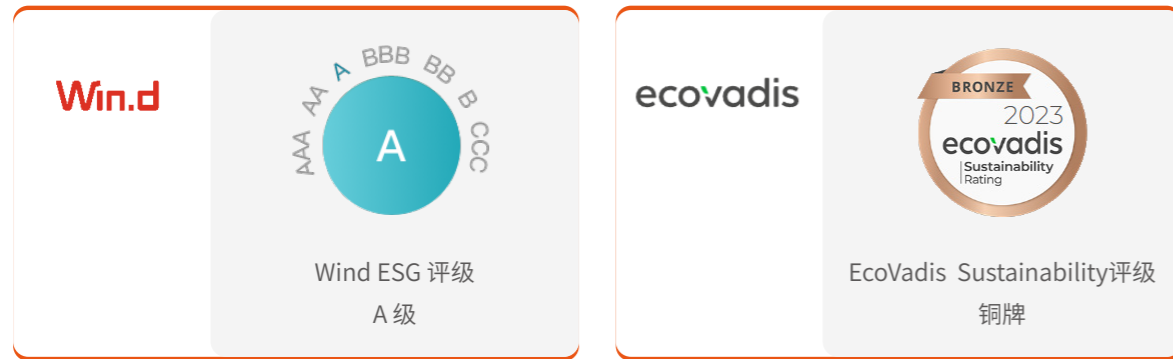 Win.d
AAA AA A BBB BB B CCC
A
Wind ESG 评级
A 级
ecovadis
BRONZE
2023
ecovadis
Sustainability
Rating
EcoVadis Sustainability评级
铜牌